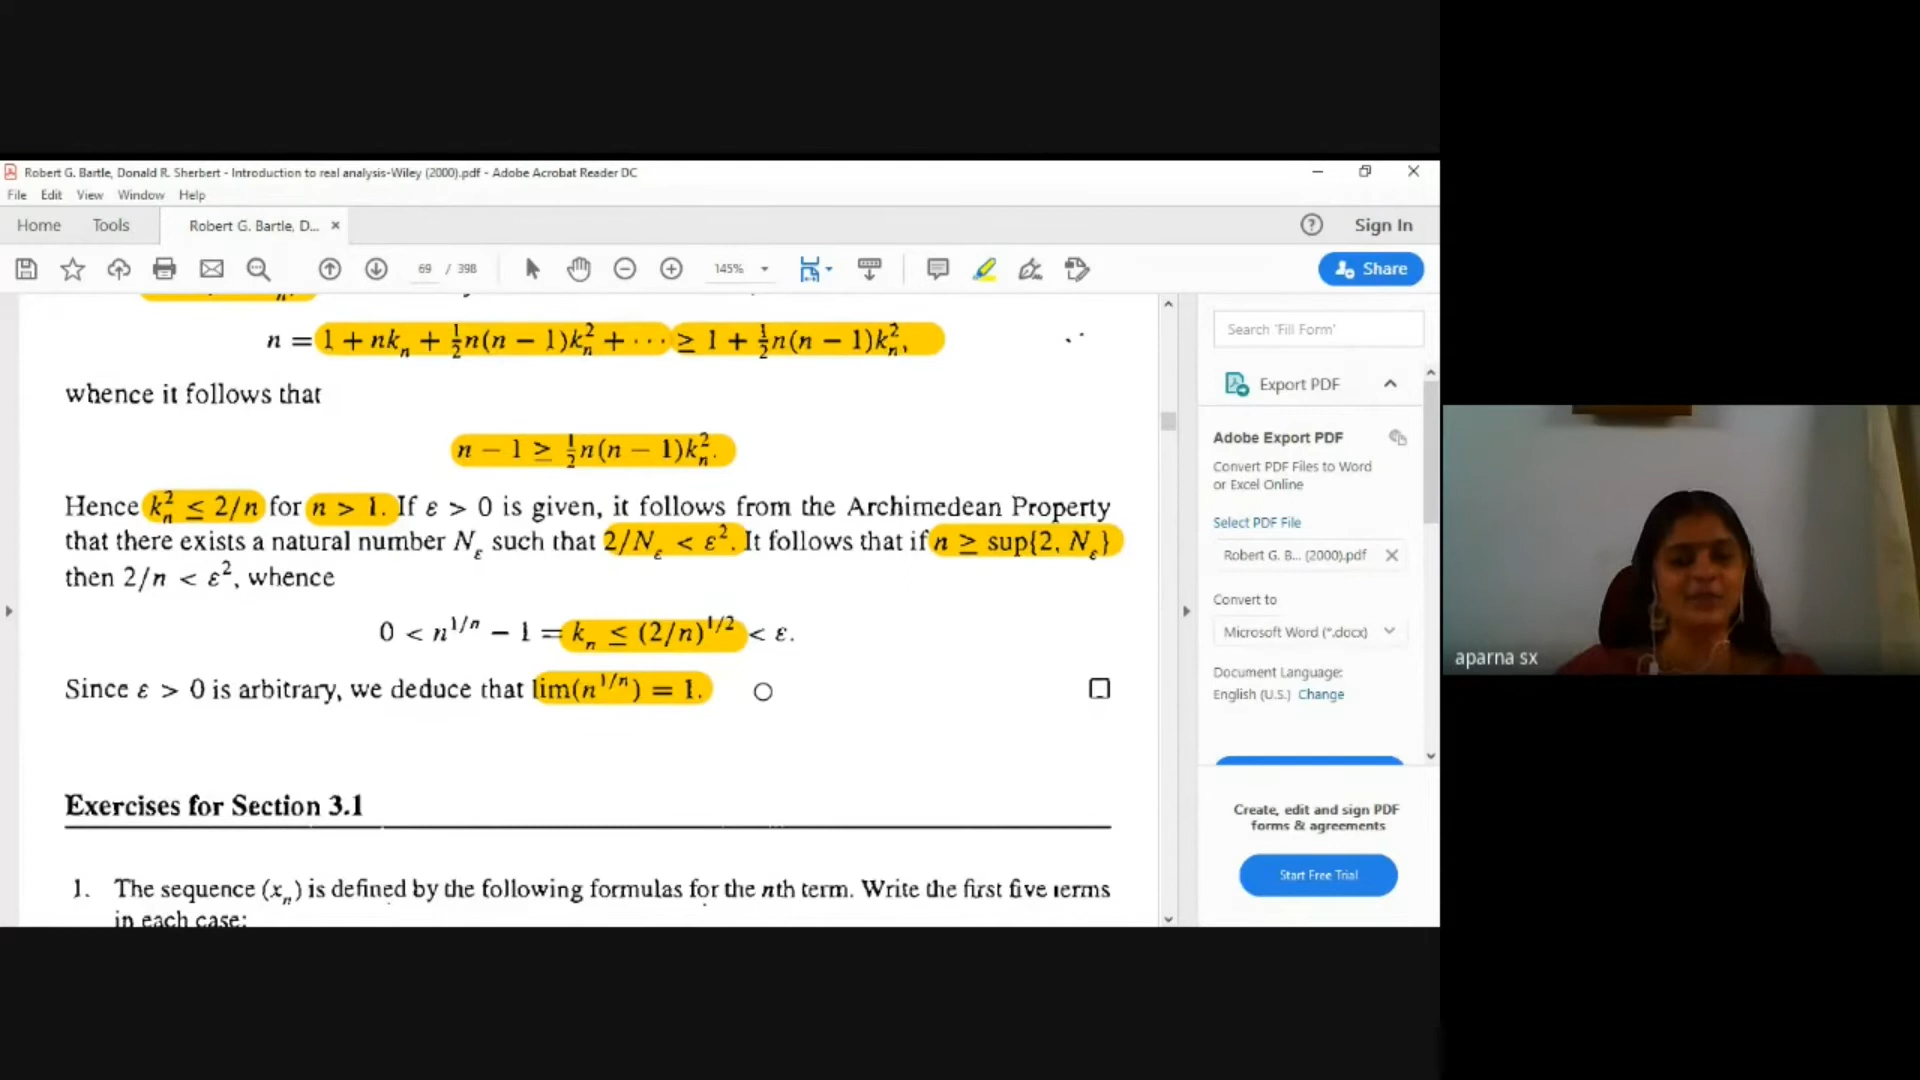 Robert G. Bartle, Donald R. Sherbert - Introduction to real analysis-Wiley (2000).pdf - Adobe Acrobat Reader DC
File Edit View Window Help
Home Tools Robert G. Bartle, D... × Sign In
69 / 398 145% Share
n = 1 + nkₙ + ½n(n − 1)kₙ² + ··· ≥ 1 + ½n(n − 1)kₙ²,
whence it follows that
n − 1 ≥ ½n(n − 1)kₙ².
Hence kₙ² ≤ 2/n for n > 1. If ε > 0 is given, it follows from the Archimedean Property
that there exists a natural number N_ε such that 2/N_ε < ε². It follows that if n ≥ sup{2, N_ε}
then 2/n < ε², whence
0 < n^{1/n} − 1 = kₙ ≤ (2/n)^{1/2} < ε.
Since ε > 0 is arbitrary, we deduce that lim(n^{1/n}) = 1.
Exercises for Section 3.1
1. The sequence (xₙ) is defined by the following formulas for the nth term. Write the first five terms
in each case:
Search 'Fill Form'
Export PDF
Adobe Export PDF
Convert PDF Files to Word
or Excel Online
Select PDF File
Robert G. B... (2000).pdf ×
Convert to
Microsoft Word (*.docx)
Document Language:
English (U.S.) Change
Create, edit and sign PDF
forms & agreements
Start Free Trial
aparna sx